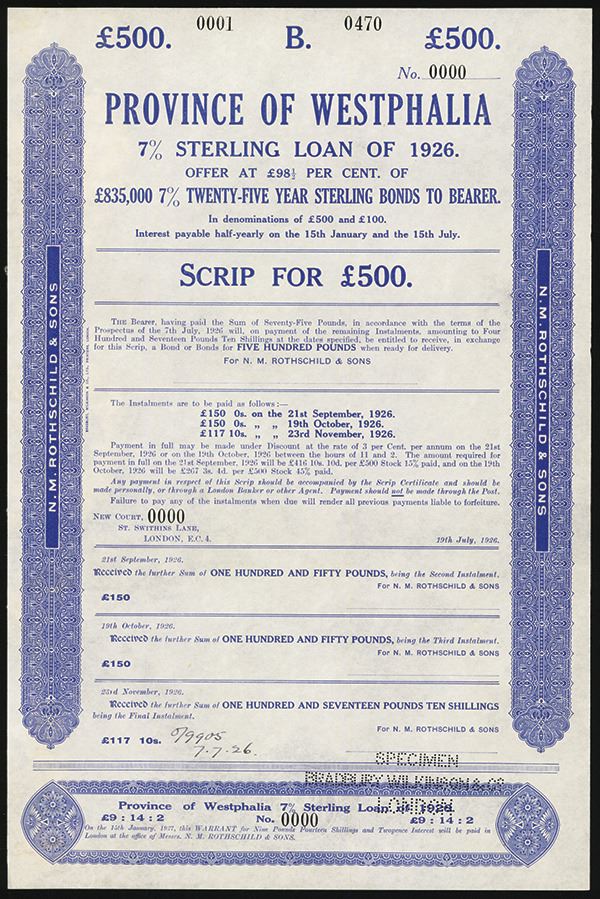 0001 0470
£500. B. £500.
No. 0000
PROVINCE OF WESTPHALIA
7% STERLING LOAN OF 1926.
OFFER AT £98½ PER CENT. OF
£835,000 7% TWENTY-FIVE YEAR STERLING BONDS TO BEARER.
In denominations of £500 and £100.
Interest payable half-yearly on the 15th January and the 15th July.
SCRIP FOR £500.
THE Bearer, having paid the Sum of Seventy-Five Pounds, in accordance with the terms of the
Prospectus of the 7th July, 1926 will, on payment of the remaining Instalments, amounting to Four
Hundred and Seventeen Pounds Ten Shillings at the dates specified, be entitled to receive, in exchange
for this Scrip, a Bond or Bonds for FIVE HUNDRED POUNDS when ready for delivery.
For N. M. ROTHSCHILD & SONS
The Instalments are to be paid as follows:—
£150 0s. on the 21st September, 1926.
£150 0s. „ „ 19th October, 1926.
£117 10s. „ „ 23rd November, 1926.
Payment in full may be made under Discount at the rate of 3 per Cent. per annum on the 21st
September, 1926 or on the 19th October, 1926 between the hours of 11 and 2. The amount required for
payment in full on the 21st September, 1926 will be £416 10s. 10d. per £500 Stock 15% paid, and on the 19th
October, 1926 will be £267 3s. 4d. per £500 Stock 45% paid.
Any payment in respect of this Scrip should be accompanied by the Scrip Certificate and should be
made personally, or through a London Banker or other Agent. Payment should not be made through the Post.
Failure to pay any of the instalments when due will render all previous payments liable to forfeiture.
NEW COURT, 0000
ST. SWITHINS LANE,
LONDON, E.C. 4. 19th July, 1926.
21st September, 1926.
Received the further Sum of ONE HUNDRED AND FIFTY POUNDS, being the Second Instalment.
For N. M. ROTHSCHILD & SONS
£150
19th October, 1926.
Received the further Sum of ONE HUNDRED AND FIFTY POUNDS, being the Third Instalment.
For N. M. ROTHSCHILD & SONS
£150
23rd November, 1926.
Received the further Sum of ONE HUNDRED AND SEVENTEEN POUNDS TEN SHILLINGS
being the Final Instalment.
For N. M. ROTHSCHILD & SONS
£117 10s. 0/9905
7.7.26.
SPECIMEN
BRADBURY, WILKINSON & Co.
LONDON
Province of Westphalia 7% Sterling Loan of 1926.
£9 : 14 : 2 No. 0000 £9 : 14 : 2
On the 15th January, 1927, this WARRANT for Nine Pounds Fourteen Shillings and Twopence Interest will be paid in
London at the office of Messrs. N. M. ROTHSCHILD & SONS.
N. M. ROTHSCHILD & SONS
N. M. ROTHSCHILD & SONS